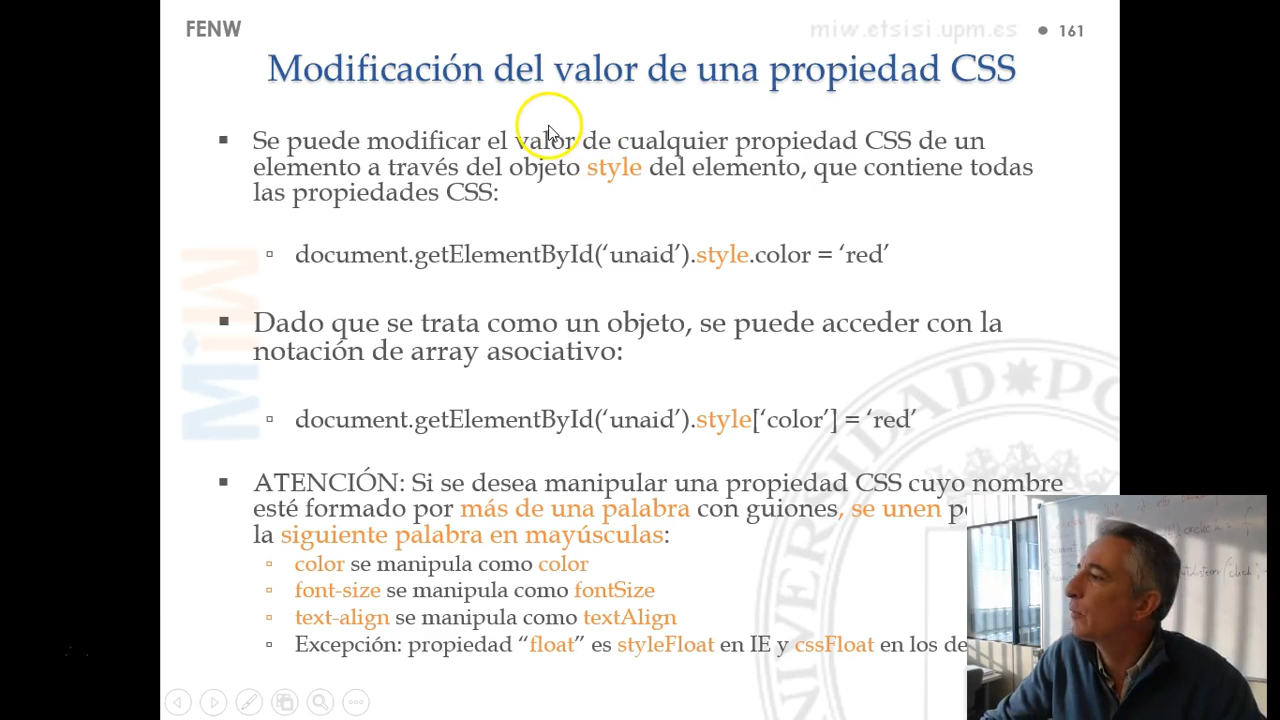 FENW
miw.etsisi.upm.es
161
Modificación del valor de una propiedad CSS
Se puede modificar el valor de cualquier propiedad CSS de un
elemento a través del objeto style del elemento, que contiene todas
las propiedades CSS:
document.getElementById(‘unaid’).style.color = ‘red’
Dado que se trata como un objeto, se puede acceder con la
notación de array asociativo:
document.getElementById(‘unaid’).style[‘color’] = ‘red’
ATENCIÓN: Si se desea manipular una propiedad CSS cuyo nombre
esté formado por más de una palabra con guiones, se unen
la siguiente palabra en mayúsculas:
color se manipula como color
font-size se manipula como fontSize
text-align se manipula como textAlign
Excepción: propiedad “float” es styleFloat en IE y cssFloat en los
MiW